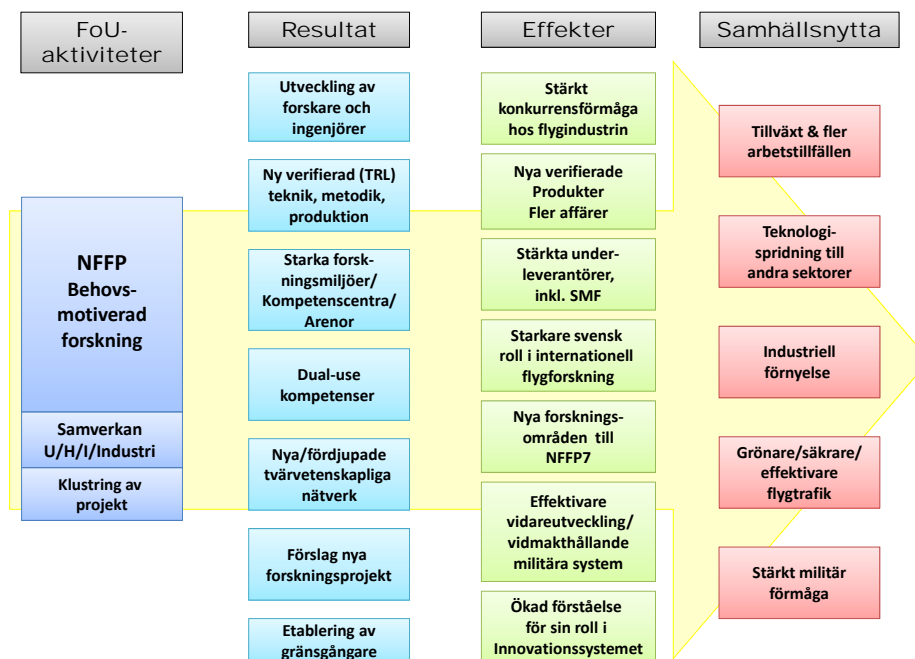 FoU-
aktiviteter
Resultat
Effekter
Samhällsnytta
NFFP
Behovs-
motiverad
forskning
Samverkan
U/H/I/Industri
Klustring av
projekt
Utveckling av
forskare och
ingenjörer
Ny verifierad (TRL)
teknik, metodik,
produktion
Starka forsk-
ningsmiljöer/
Kompetenscentra/
Arenor
Dual-use
kompetenser
Nya/fördjupade
tvärvetenskapliga
nätverk
Förslag nya
forskningsprojekt
Etablering av
gränsgångare
Stärkt
konkurrensförmåga
hos flygindustrin
Nya verifierade
Produkter
Fler affärer
Stärkta under-
leverantörer,
inkl. SMF
Starkare svensk
roll i internationell
flygforskning
Nya forsknings-
områden till
NFFP7
Effektivare
vidareutveckling/
vidmakthållande
militära system
Ökad förståelse
för sin roll i
Innovationssystemet
Tillväxt & fler
arbetstillfällen
Teknologi-
spridning till
andra sektorer
Industriell
förnyelse
Grönare/säkrare/
effektivare
flygtrafik
Stärkt militär
förmåga